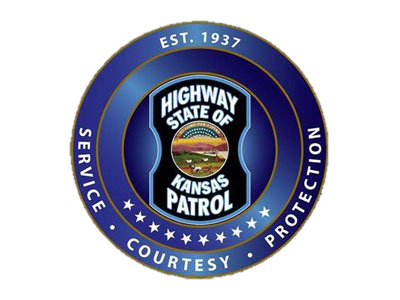 EST. 1937
HIGHWAY
STATE OF
KANSAS
PATROL
SERVICE • COURTESY • PROTECTION